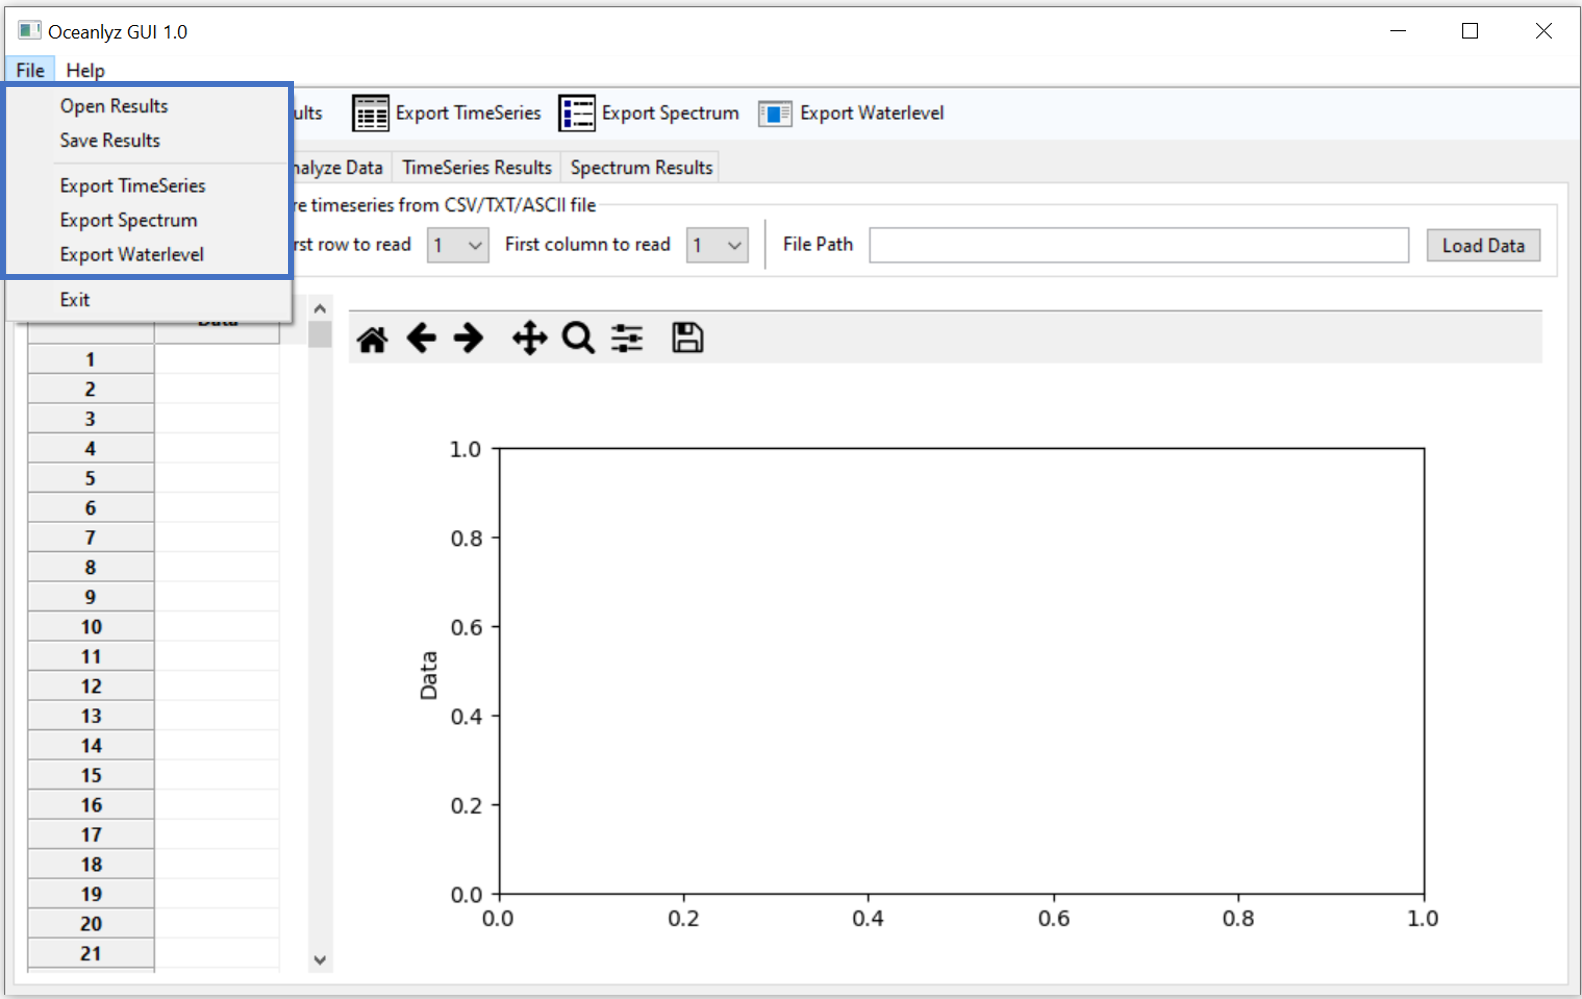 Oceanlyz GUI 1.0
File Help
Open Results
Save Results
Export TimeSeries
Export Spectrum
Export Waterlevel
Exit
ults Export TimeSeries Export Spectrum Export Waterlevel
nalyze Data TimeSeries Results Spectrum Results
re timeseries from CSV/TXT/ASCII file
rst row to read 1 First column to read 1 File Path Load Data
Data
1
2
3
4
5
6
7
8
9
10
11
12
13
14
15
16
17
18
19
20
21
1.0
0.8
0.6
0.4
0.2
0.0
Data
0.0 0.2 0.4 0.6 0.8 1.0